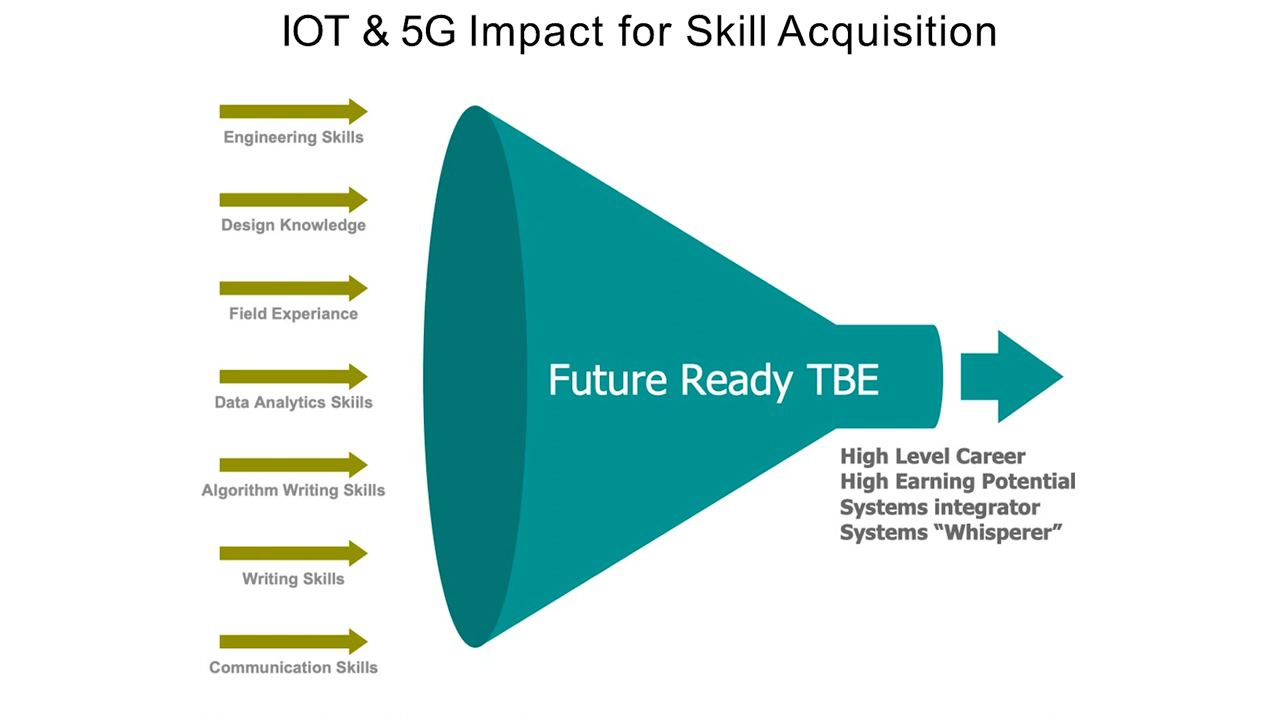 IOT & 5G Impact for Skill Acquisition
Engineering Skills
Design Knowledge
Field Experiance
Data Analytics Skills
Algorithm Writing Skills
Writing Skills
Communication Skills
Future Ready TBE
High Level Career
High Earning Potential
Systems integrator
Systems “Whisperer”